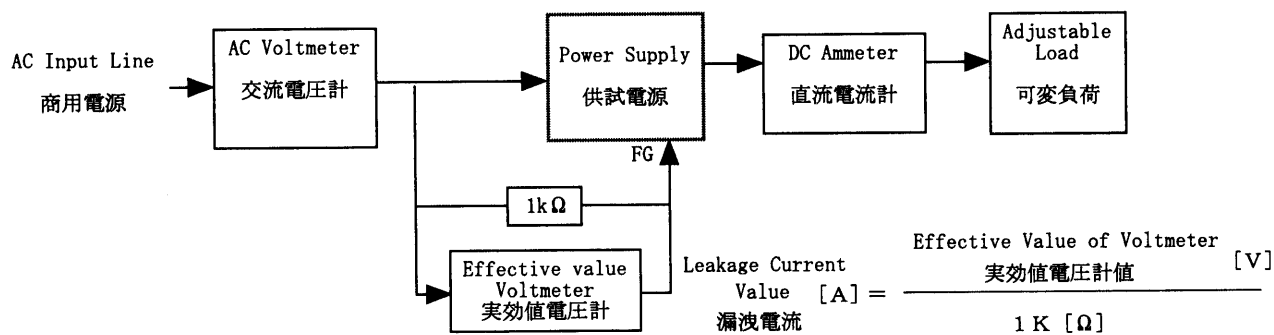 AC Input Line
商用電源
AC Voltmeter
交流電圧計
Power Supply
供試電源
DC Ammeter
直流電流計
Adjustable
Load
可変負荷
FG
1kΩ
Effective value
Voltmeter
実効値電圧計
Leakage Current
Value [A] =
漏洩電流
Effective Value of Voltmeter
実効値電圧計値 [V]
1 K [Ω]